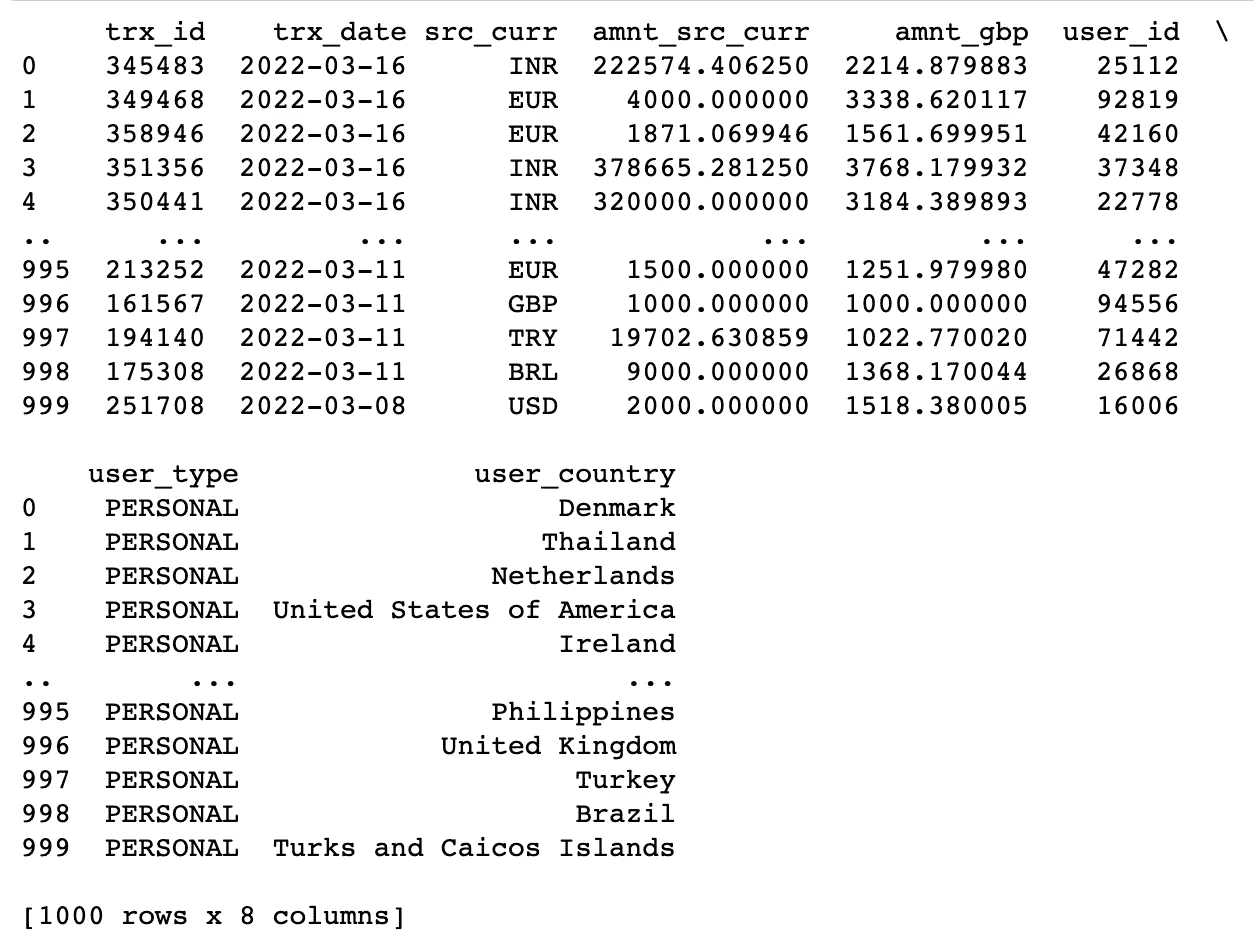 trx_id trx_date src_curr amnt_src_curr amnt_gbp user_id \
0 345483 2022-03-16 INR 222574.406250 2214.879883 25112
1 349468 2022-03-16 EUR 4000.000000 3338.620117 92819
2 358946 2022-03-16 EUR 1871.069946 1561.699951 42160
3 351356 2022-03-16 INR 378665.281250 3768.179932 37348
4 350441 2022-03-16 INR 320000.000000 3184.389893 22778
.. ... ... ... ... ... ...
995 213252 2022-03-11 EUR 1500.000000 1251.979980 47282
996 161567 2022-03-11 GBP 1000.000000 1000.000000 94556
997 194140 2022-03-11 TRY 19702.630859 1022.770020 71442
998 175308 2022-03-11 BRL 9000.000000 1368.170044 26868
999 251708 2022-03-08 USD 2000.000000 1518.380005 16006
user_type user_country
0 PERSONAL Denmark
1 PERSONAL Thailand
2 PERSONAL Netherlands
3 PERSONAL United States of America
4 PERSONAL Ireland
.. ... ...
995 PERSONAL Philippines
996 PERSONAL United Kingdom
997 PERSONAL Turkey
998 PERSONAL Brazil
999 PERSONAL Turks and Caicos Islands
[1000 rows x 8 columns]